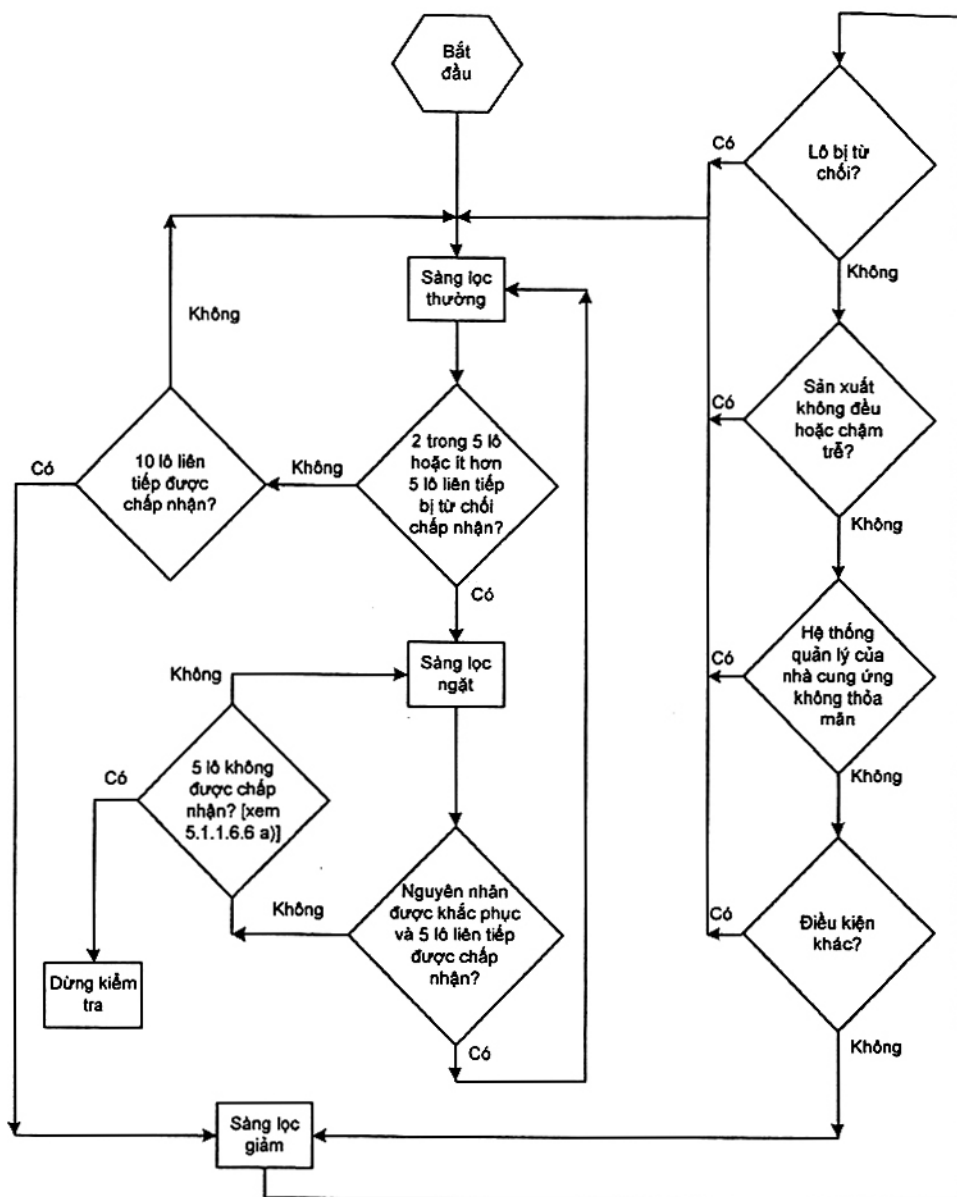 Bắt
đầu
Sàng lọc
thường
2 trong 5 lô
hoặc ít hơn
5 lô liên tiếp
bị từ chối
chấp nhận?
Không
10 lô liên
tiếp được
chấp nhận?
Không
Có
Có
Sàng lọc
ngặt
Không
5 lô không
được chấp
nhận? [xem
5.1.1.6.6 a)]
Có
Không
Nguyên nhân
được khắc phục
và 5 lô liên tiếp
được chấp
nhận?
Có
Dừng kiểm
tra
Sàng lọc
giảm
Lô bị từ
chối?
Có
Không
Sản xuất
không đều
hoặc chậm
trễ?
Có
Không
Hệ thống
quản lý của
nhà cung ứng
không thỏa
mãn
Có
Không
Điều kiện
khác?
Có
Không